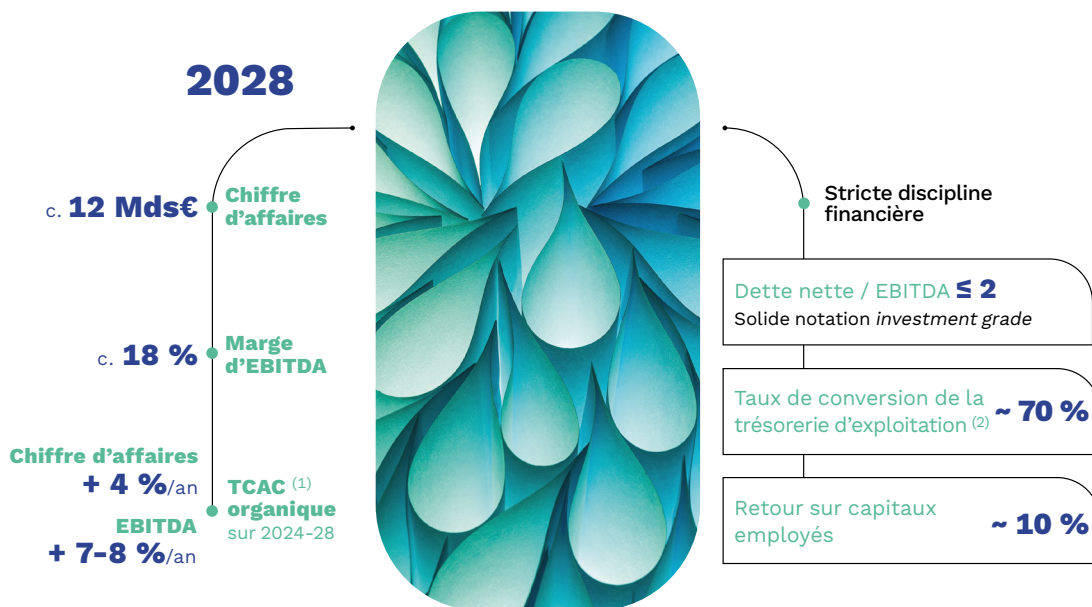 2028
c. 12 Mds€
Chiffre
d’affaires
c. 18 %
Marge
d’EBITDA
Chiffre d’affaires
+ 4 %/an
EBITDA
+ 7-8 %/an
TCAC (1)
organique
sur 2024-28
Stricte discipline
financière
Dette nette / EBITDA ≤ 2
Solide notation investment grade
Taux de conversion de la
trésorerie d’exploitation (2)
~ 70 %
Retour sur capitaux
employés
~ 10 %